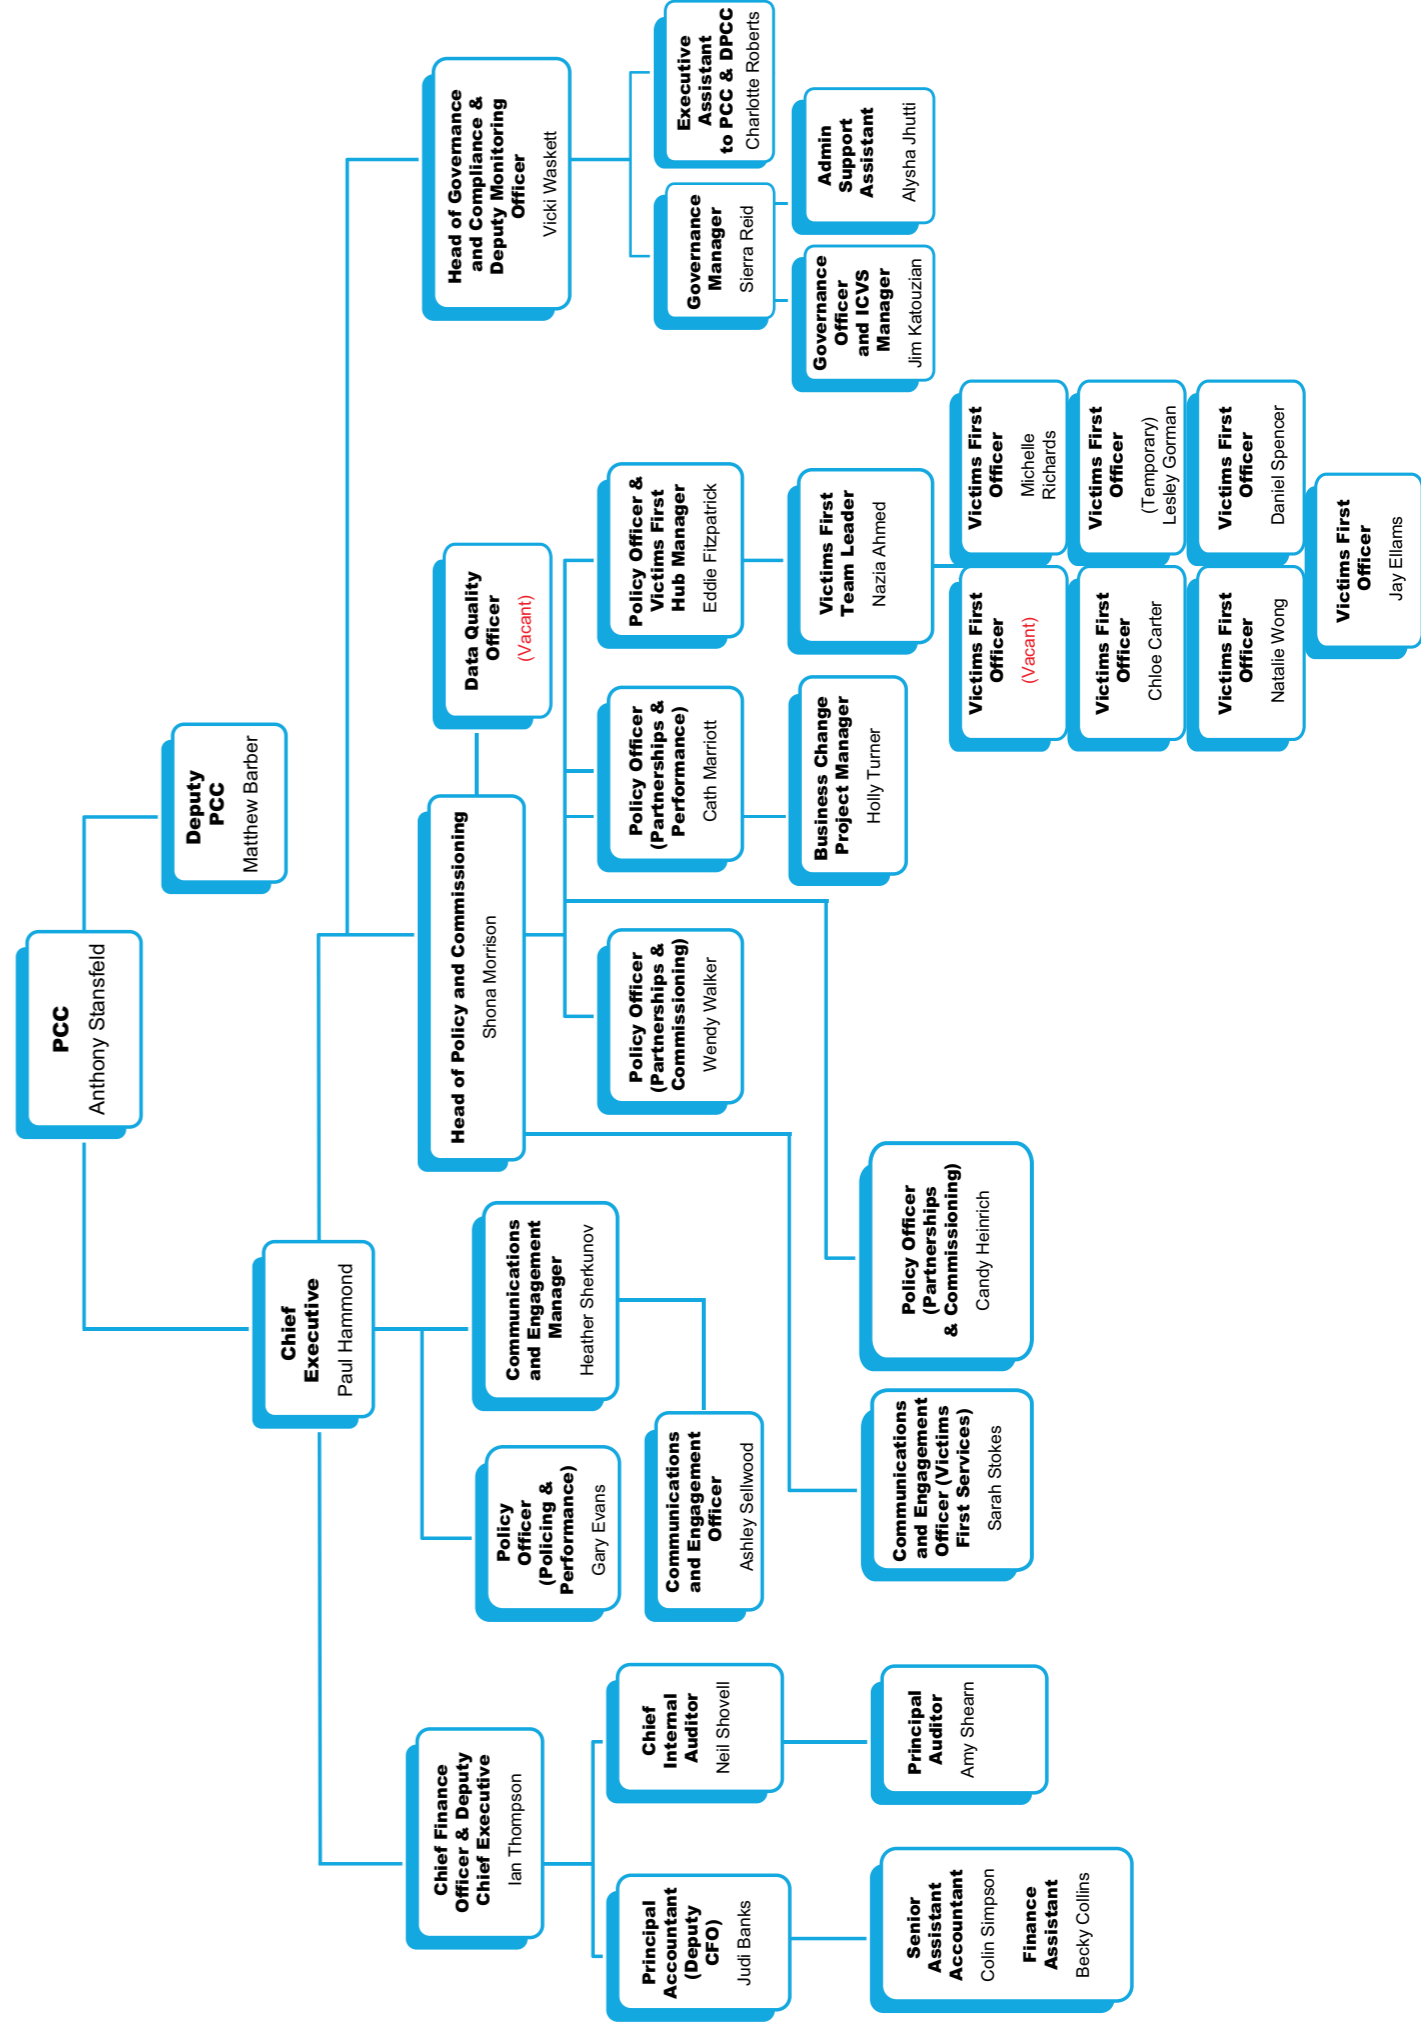 PCC
Anthony Stansfeld
Deputy
PCC
Matthew Barber
Chief
Executive
Paul Hammond
Chief Finance
Officer & Deputy
Chief Executive
Ian Thompson
Policy
Officer
(Policing &
Performance)
Gary Evans
Communications
and Engagement
Manager
Heather Sherkunov
Head of Policy and Commissioning
Shona Morrison
Data Quality
Officer
(Vacant)
Head of Governance
and Compliance &
Deputy Monitoring
Officer
Vicki Waskett
Principal
Accountant
(Deputy
CFO)
Judi Banks
Chief
Internal
Auditor
Neil Shovell
Communications
and Engagement
Officer
Ashley Sellwood
Policy Officer
(Partnerships &
Commissioning)
Wendy Walker
Policy Officer
(Partnerships &
Performance)
Cath Marriott
Policy Officer &
Victims First
Hub Manager
Eddie Fitzpatrick
Governance
Manager
Sierra Reid
Executive
Assistant
to PCC & DPCC
Charlotte Roberts
Senior
Assistant
Accountant
Colin Simpson
Finance
Assistant
Becky Collins
Principal
Auditor
Amy Shearn
Communications
and Engagement
Officer (Victims
First Services)
Sarah Stokes
Policy Officer
(Partnerships
& Commissioning)
Candy Heinrich
Business Change
Project Manager
Holly Turner
Victims First
Team Leader
Nazia Ahmed
Governance
Officer
and ICVS
Manager
Jim Katouzian
Admin
Support
Assistant
Alysha Jhutti
Victims First
Officer
(Vacant)
Victims First
Officer
Michelle
Richards
Victims First
Officer
Chloe Carter
Victims First
Officer
(Temporary)
Lesley Gorman
Victims First
Officer
Natalie Wong
Victims First
Officer
Daniel Spencer
Victims First
Officer
Jay Ellams